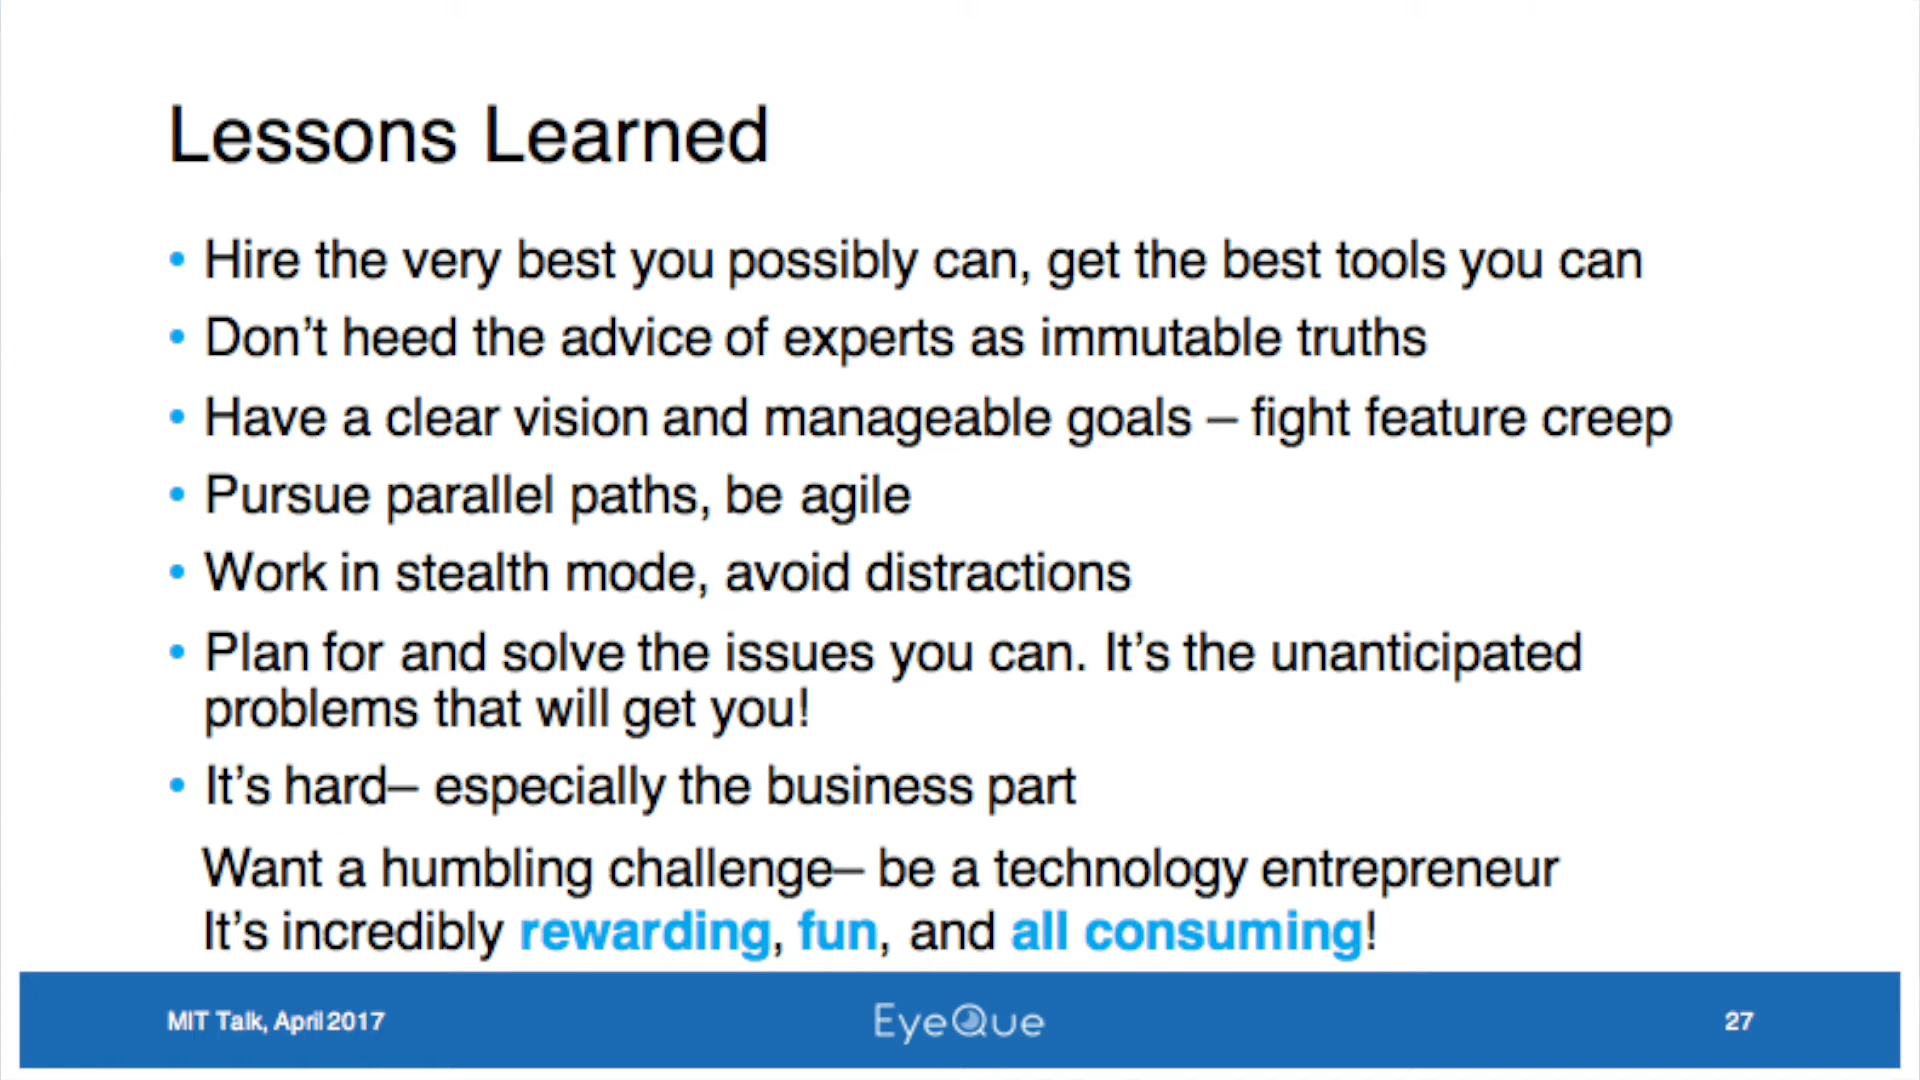 Lessons Learned
• Hire the very best you possibly can, get the best tools you can
• Don’t heed the advice of experts as immutable truths
• Have a clear vision and manageable goals – fight feature creep
• Pursue parallel paths, be agile
• Work in stealth mode, avoid distractions
• Plan for and solve the issues you can. It’s the unanticipated
problems that will get you!
• It’s hard– especially the business part
Want a humbling challenge– be a technology entrepreneur
It’s incredibly rewarding, fun, and all consuming!
MIT Talk, April 2017
EyeQue
27